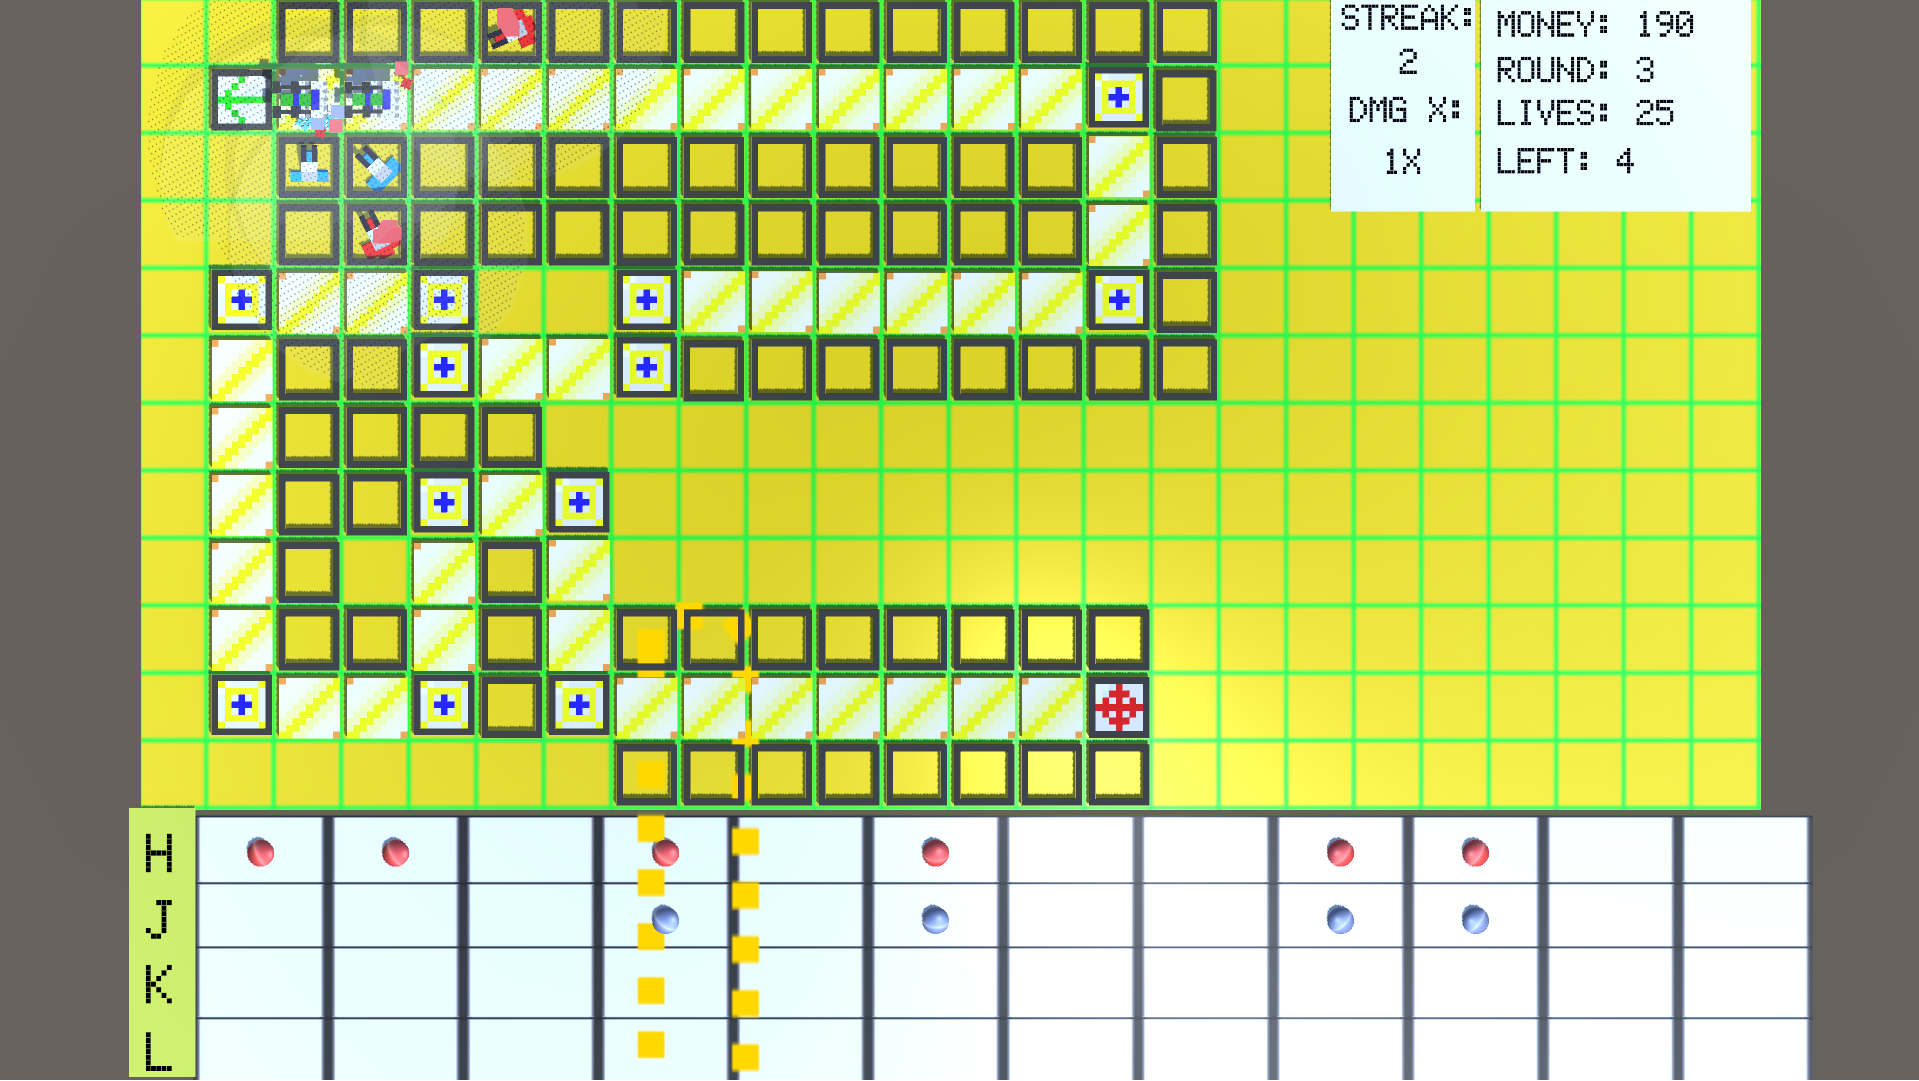 STREAK:
2
DMG X:
1X
MONEY: 190
ROUND: 3
LIVES: 25
LEFT: 4
H
J
K
L